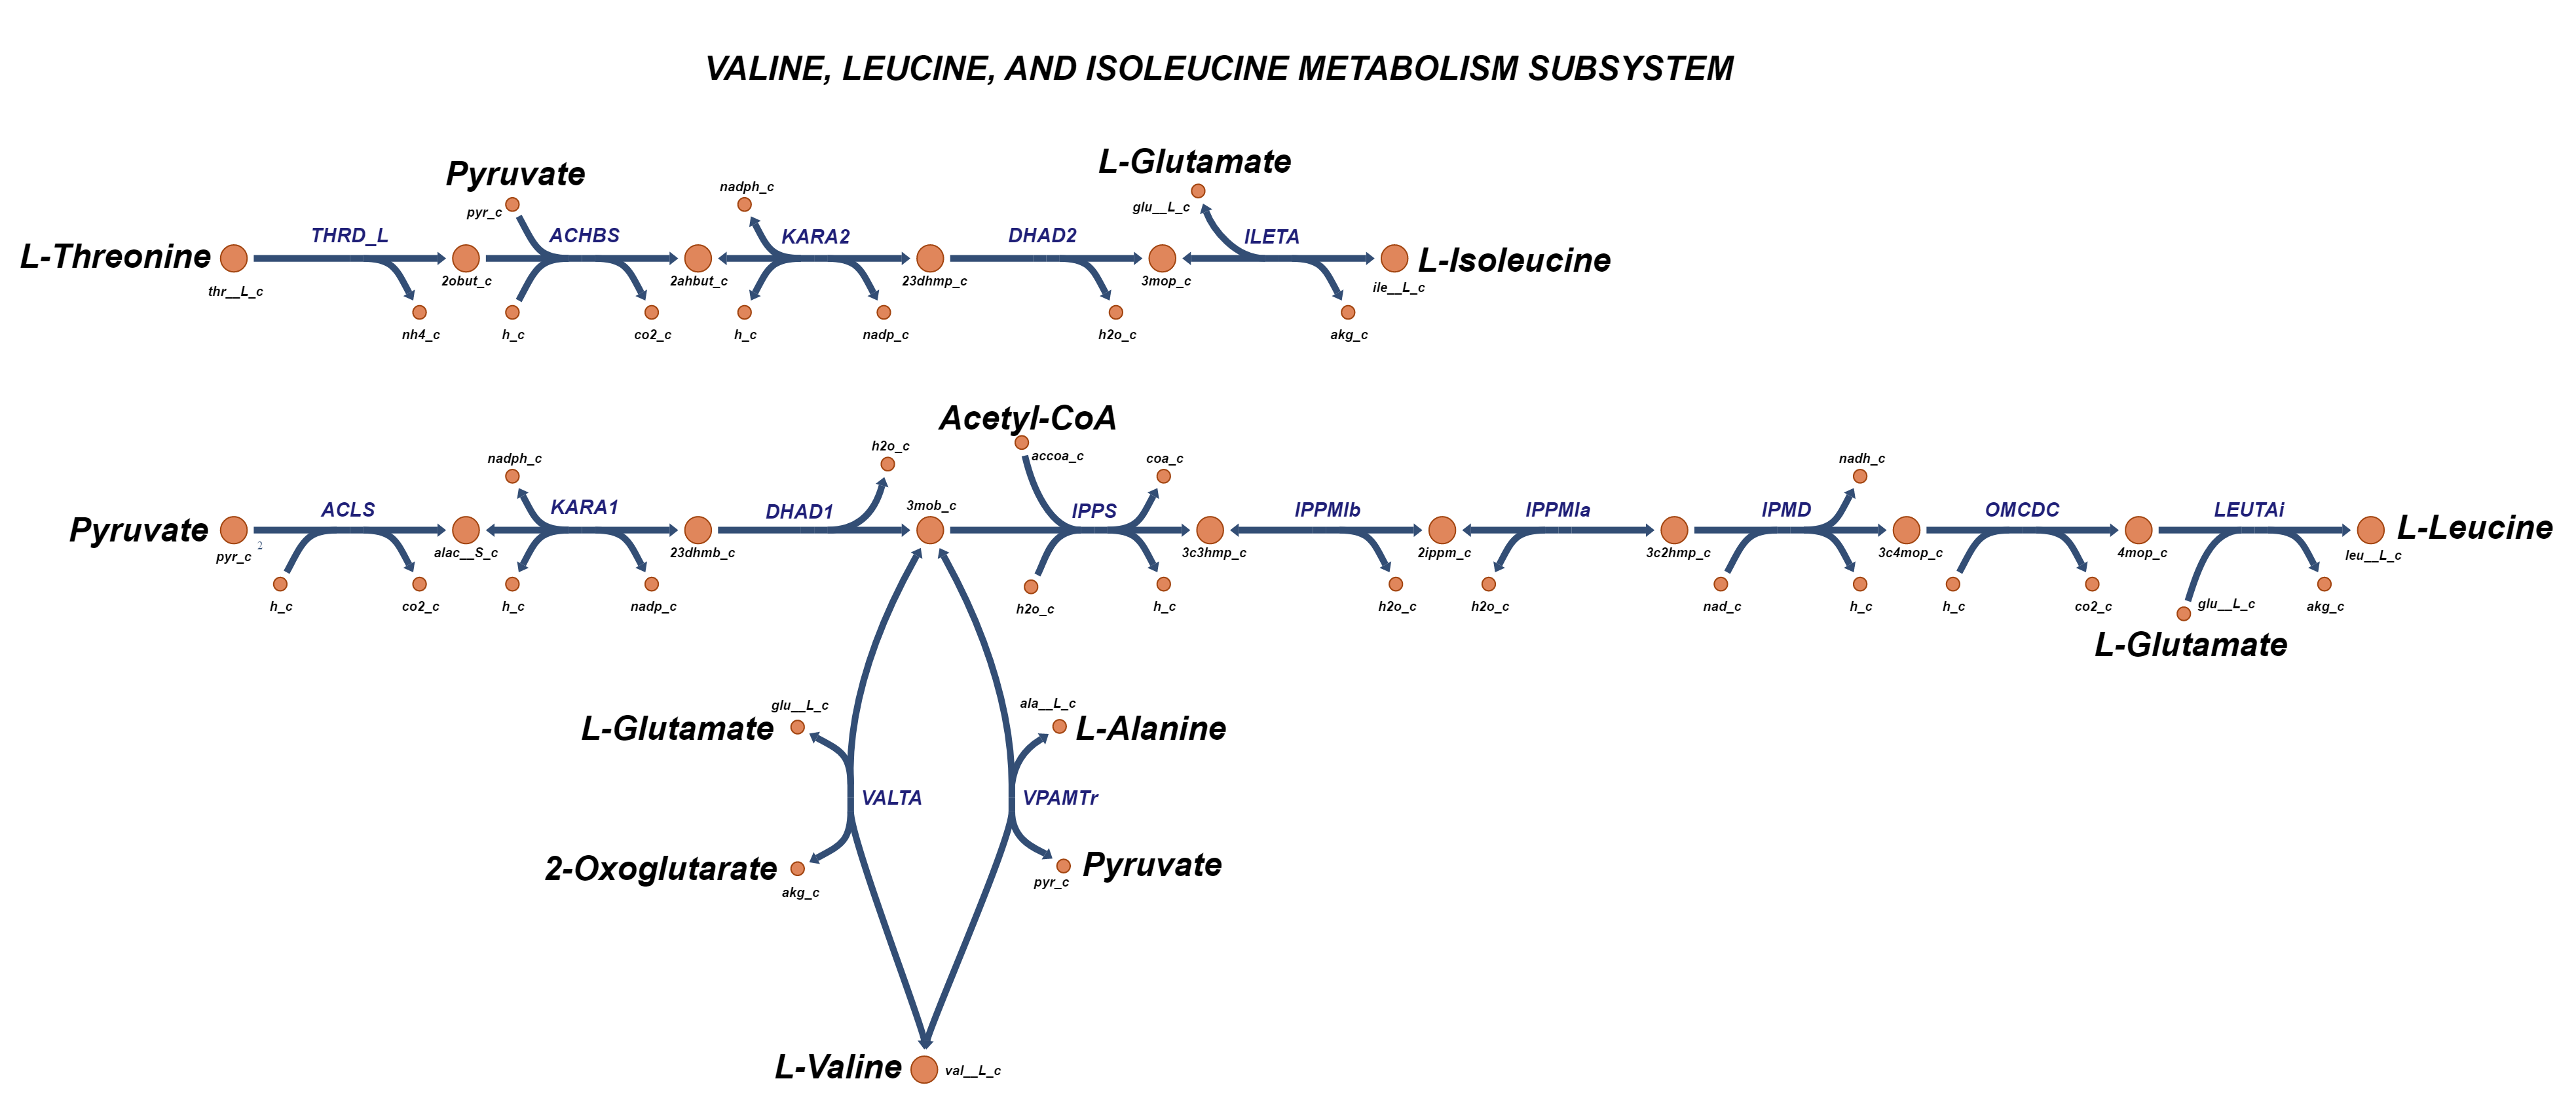 VALINE, LEUCINE, AND ISOLEUCINE METABOLISM SUBSYSTEM
L-Glutamate
Pyruvate
nadph_c
pyr_c
glu__L_c
THRD_L
ACHBS
KARA2
DHAD2
ILETA
L-Threonine
L-Isoleucine
thr__L_c
2obut_c
2ahbut_c
23dhmp_c
3mop_c
ile__L_c
nh4_c
h_c
co2_c
h_c
nadp_c
h2o_c
akg_c
Acetyl-CoA
nadph_c
h2o_c
accoa_c
coa_c
nadh_c
ACLS
KARA1
DHAD1
3mob_c
IPPS
IPPMIb
IPPMIa
IPMD
OMCDC
LEUTAi
Pyruvate
L-Leucine
pyr_c
2
alac__S_c
23dhmb_c
3c3hmp_c
2ippm_c
3c2hmp_c
3c4mop_c
4mop_c
leu__L_c
h_c
co2_c
h_c
nadp_c
h2o_c
h_c
h2o_c
h2o_c
nad_c
h_c
h_c
co2_c
glu__L_c
akg_c
L-Glutamate
glu__L_c
ala__L_c
L-Glutamate
L-Alanine
VALTA
VPAMTr
2-Oxoglutarate
Pyruvate
akg_c
pyr_c
L-Valine
val__L_c